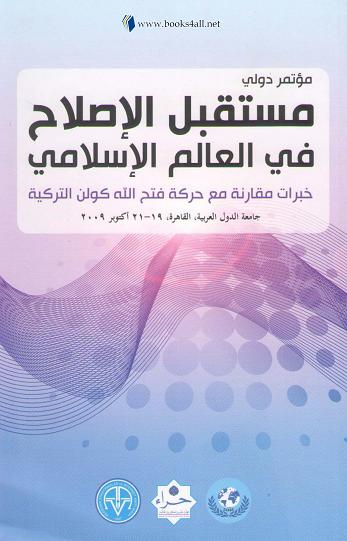 www.books4all.net
مؤتمر دولي
مستقبل الإصلاح
في العالم الإسلامي
خبرات مقارنة مع حركة فتح الله كولن التركية
جامعة الدول العربية، القاهرة، ١٩-٢١ أكتوبر ٢٠٠٩
حراء